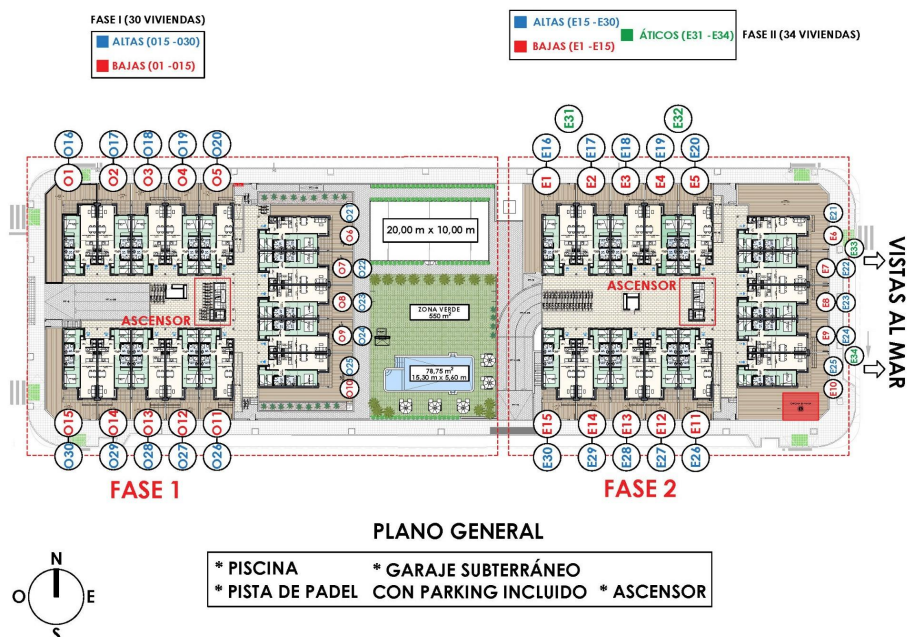 FASE I (30 VIVIENDAS)
ALTAS (015 -030)
BAJAS (01 -015)
ALTAS (E15 -E30)
BAJAS (E1 -E15)
ÁTICOS (E31 -E34)
FASE II (34 VIVIENDAS)
E31
E32
O16
O17
O18
O19
O20
E16
E17
E18
E19
E20
O1
O2
O3
O4
O5
E1
E2
E3
E4
E5
O22
O6
O7
O22
O8
O23
O9
O24
O25
O10
E21
E6
E33
E7
E22
E8
E23
E9
E24
E34
E25
E10
20,00 m x 10,00 m
ASCENSOR
ASCENSOR
ZONA VERDE
550 m²
78,75 m²
15,30 m x 5,60 m
VISTAS AL MAR
O15
O14
O13
O12
O11
E15
E14
E13
E12
E11
O30
O29
O28
O27
O26
E30
E29
E28
E27
E26
FASE 1
FASE 2
PLANO GENERAL
* PISCINA
* PISTA DE PADEL
* GARAJE SUBTERRÁNEO
CON PARKING INCLUIDO
* ASCENSOR
N
O
E
S